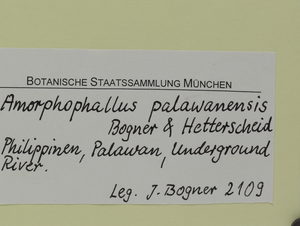 BOTANISCHE STAATSSAMMLUNG MÜNCHEN
Amorphophallus palawanensis
Bogner & Hetterscheid
Philippinen, Palawan, Underground
River.
Leg. J. Bogner 2109